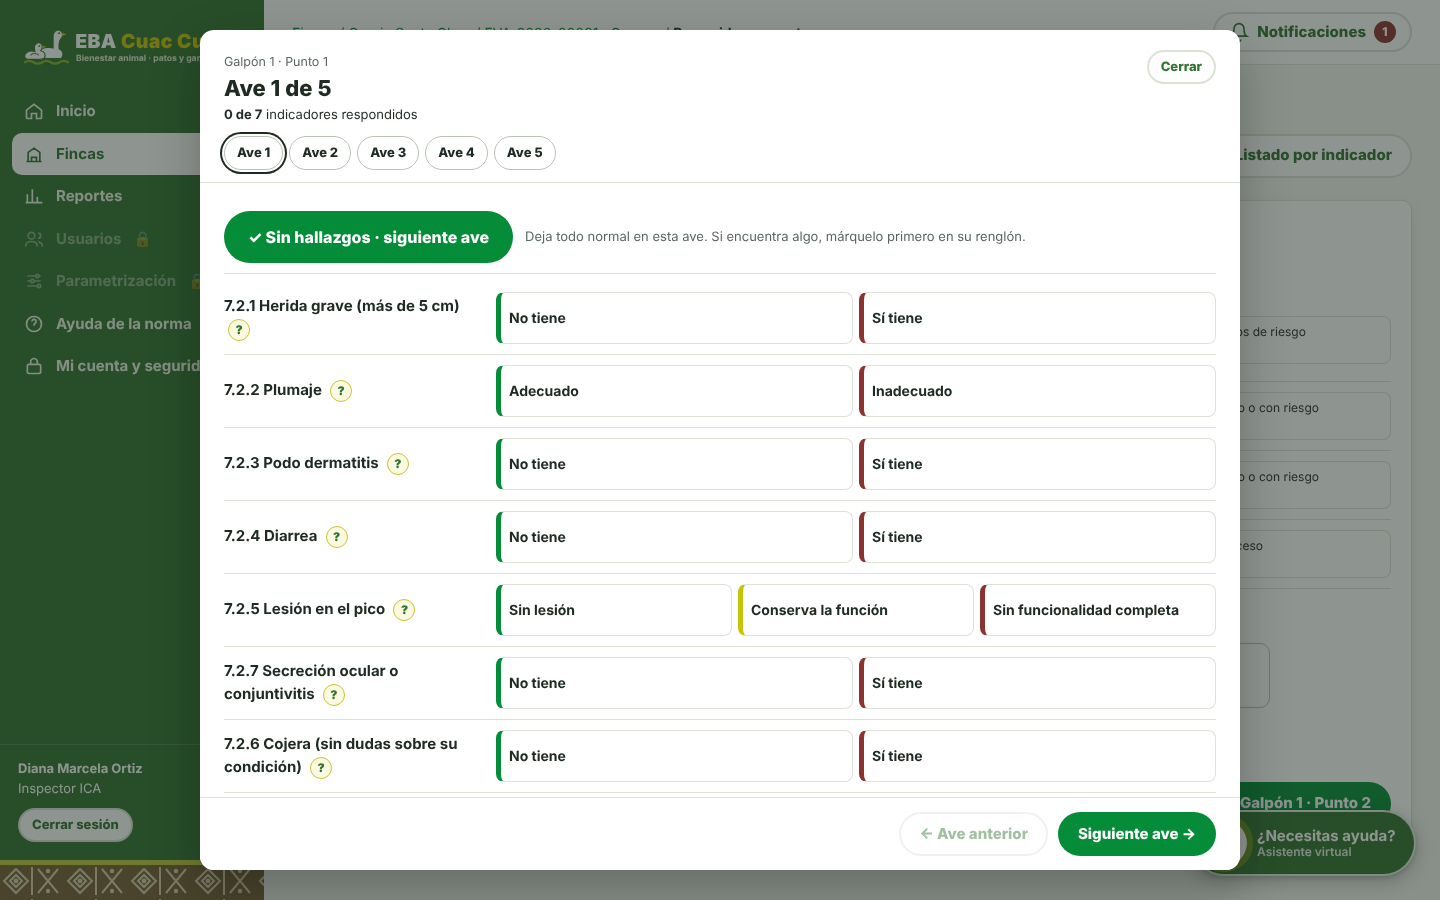 EBA Cuac
Bienestar animal · patos y
Inicio
Fincas
Reportes
Usuarios
Parametrización
Ayuda de la norma
Mi cuenta y
Diana Marcela Ortiz
Inspector ICA
Cerrar sesión
Notificaciones 1
Galpón 1 · Punto 1
Ave 1 de 5
0 de 7 indicadores respondidos
Cerrar
Ave 1 Ave 2 Ave 3 Ave 4 Ave 5
✓ Sin hallazgos · siguiente ave
Deja todo normal en esta ave. Si encuentra algo, márquelo primero en su renglón.
7.2.1 Herida grave (más de 5 cm)
?
No tiene
Sí tiene
7.2.2 Plumaje ?
Adecuado
Inadecuado
7.2.3 Podo dermatitis ?
No tiene
Sí tiene
7.2.4 Diarrea ?
No tiene
Sí tiene
7.2.5 Lesión en el pico ?
Sin lesión
Conserva la función
Sin funcionalidad completa
7.2.7 Secreción ocular o
conjuntivitis ?
No tiene
Sí tiene
7.2.6 Cojera (sin dudas sobre su
condición) ?
No tiene
Sí tiene
← Ave anterior
Siguiente ave →
Listado por indicador
de riesgo
o con riesgo
o con riesgo
Galpón 1 · Punto 2
¿Necesitas ayuda?
Asistente virtual